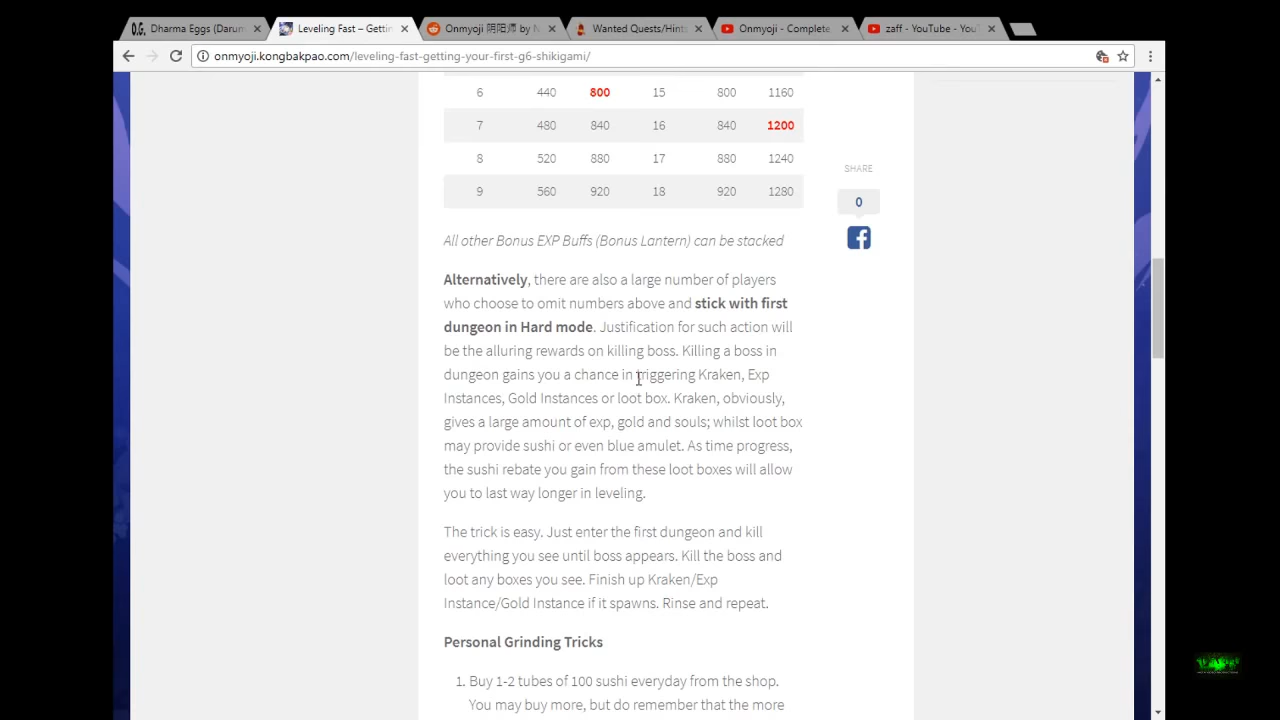 O.G. Dharma Eggs (Darum
Leveling Fast – Gettin
Onmyoji 阴阳师 by N
Wanted Quests/Hints
Onmyoji - Complete
zaff - YouTube - You
onmyoji.kongbakpao.com/leveling-fast-getting-your-first-g6-shikigami/
6 440 800 15 800 1160
7 480 840 16 840 1200
8 520 880 17 880 1240
9 560 920 18 920 1280
SHARE
0
All other Bonus EXP Buffs (Bonus Lantern) can be stacked
Alternatively, there are also a large number of players
who choose to omit numbers above and stick with first
dungeon in Hard mode. Justification for such action will
be the alluring rewards on killing boss. Killing a boss in
dungeon gains you a chance in triggering Kraken, Exp
Instances, Gold Instances or loot box. Kraken, obviously,
gives a large amount of exp, gold and souls; whilst loot box
may provide sushi or even blue amulet. As time progress,
the sushi rebate you gain from these loot boxes will allow
you to last way longer in leveling.
The trick is easy. Just enter the first dungeon and kill
everything you see until boss appears. Kill the boss and
loot any boxes you see. Finish up Kraken/Exp
Instance/Gold Instance if it spawns. Rinse and repeat.
Personal Grinding Tricks
1. Buy 1-2 tubes of 100 sushi everyday from the shop.
You may buy more, but do remember that the more